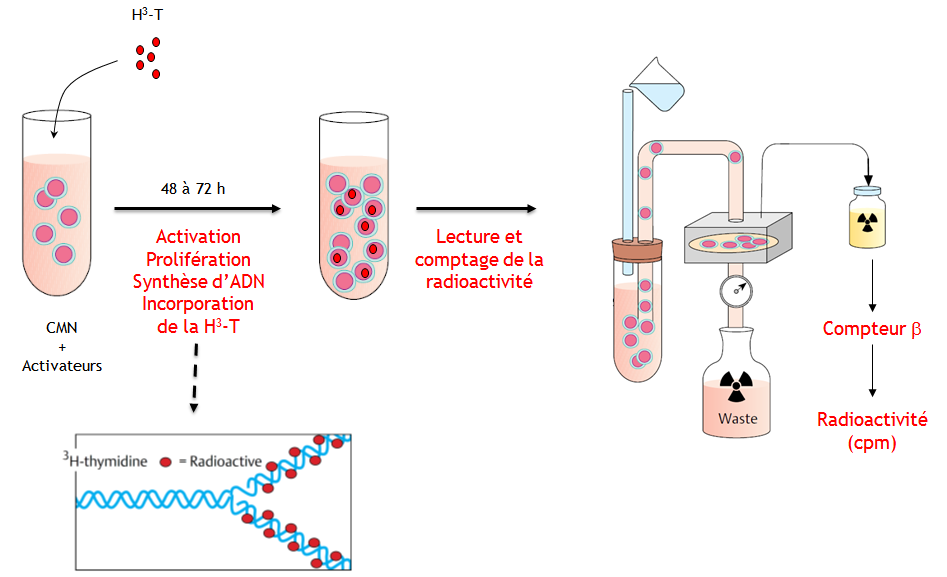 H³-T
CMN
+
Activateurs
48 à 72 h
Activation
Prolifération
Synthèse d'ADN
Incorporation
de la H³-T
³H-thymidine = Radioactive
Lecture et
comptage de la
radioactivité
Waste
Compteur β
Radioactivité
(cpm)